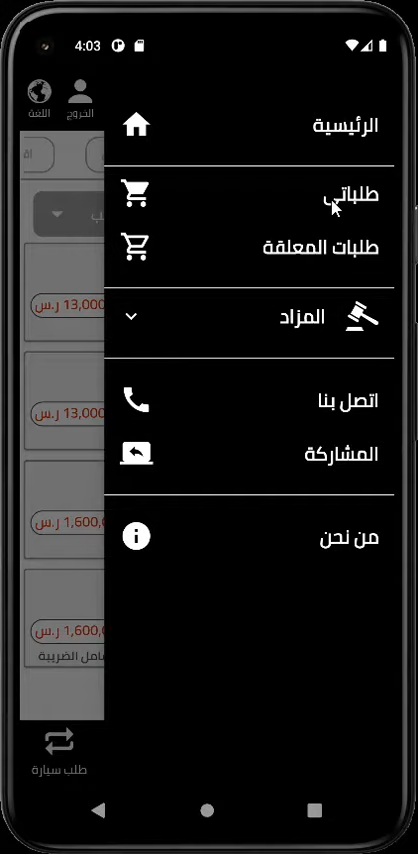 4:03
الرئيسية
طلباتي
طلبات المعلقة
المزاد
اتصل بنا
المشاركة
من نحن
الخروج
اللغة
13,000 ر.س
13,000 ر.س
1,600,0 ر.س
1,600,0 ر.س
الضريبة
طلب سيارة